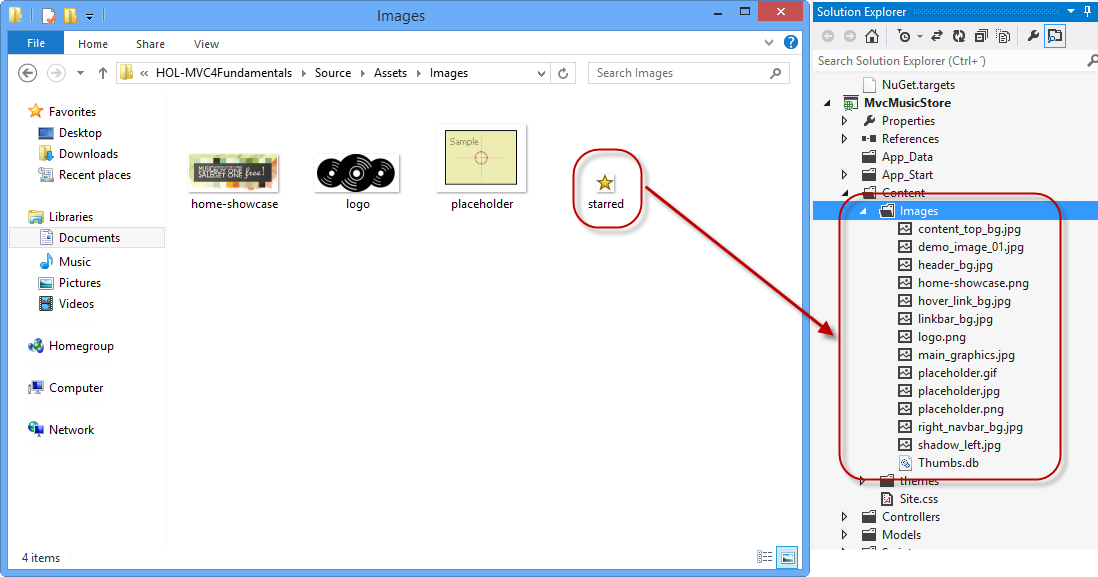 Images
File Home Share View
« HOL-MVC4Fundamentals Source Assets Images
Search Images
Favorites
Desktop
Downloads
Recent places
Libraries
Documents
Music
Pictures
Videos
Homegroup
Computer
Network
Sample
home-showcase
logo
placeholder
starred
4 items
Solution Explorer
Search Solution Explorer (Ctrl+´)
NuGet.targets
MvcMusicStore
Properties
References
App_Data
App_Start
Content
Images
content_top_bg.jpg
demo_image_01.jpg
header_bg.jpg
home-showcase.png
hover_link_bg.jpg
linkbar_bg.jpg
logo.png
main_graphics.jpg
placeholder.gif
placeholder.jpg
placeholder.png
right_navbar_bg.jpg
shadow_left.jpg
Thumbs.db
themes
Site.css
Controllers
Models